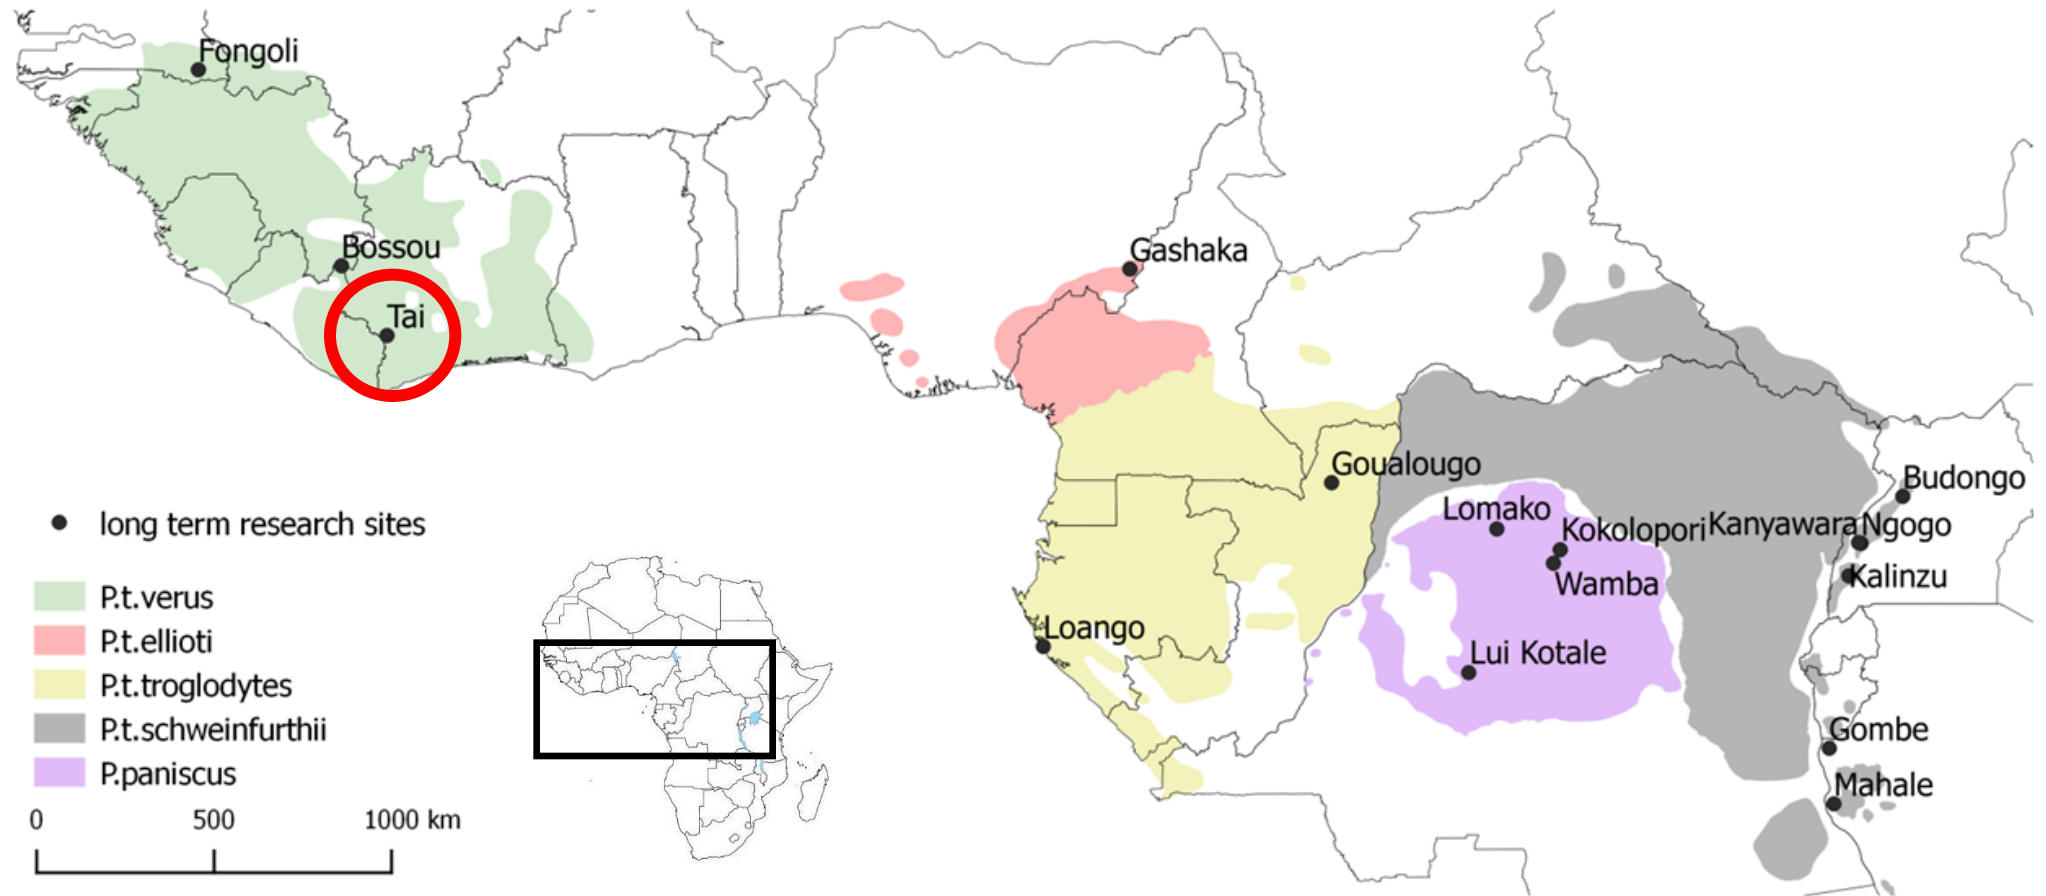 Fongoli
Bossou
Tai
Gashaka
Goualougo
Lomako
Kokolopori
Kanyawara
Ngogo
Budongo
Wamba
Kalinzu
Loango
Lui Kotale
Gombe
Mahale
long term research sites
P.t.verus
P.t.ellioti
P.t.troglodytes
P.t.schweinfurthii
P.paniscus
0 500 1000 km